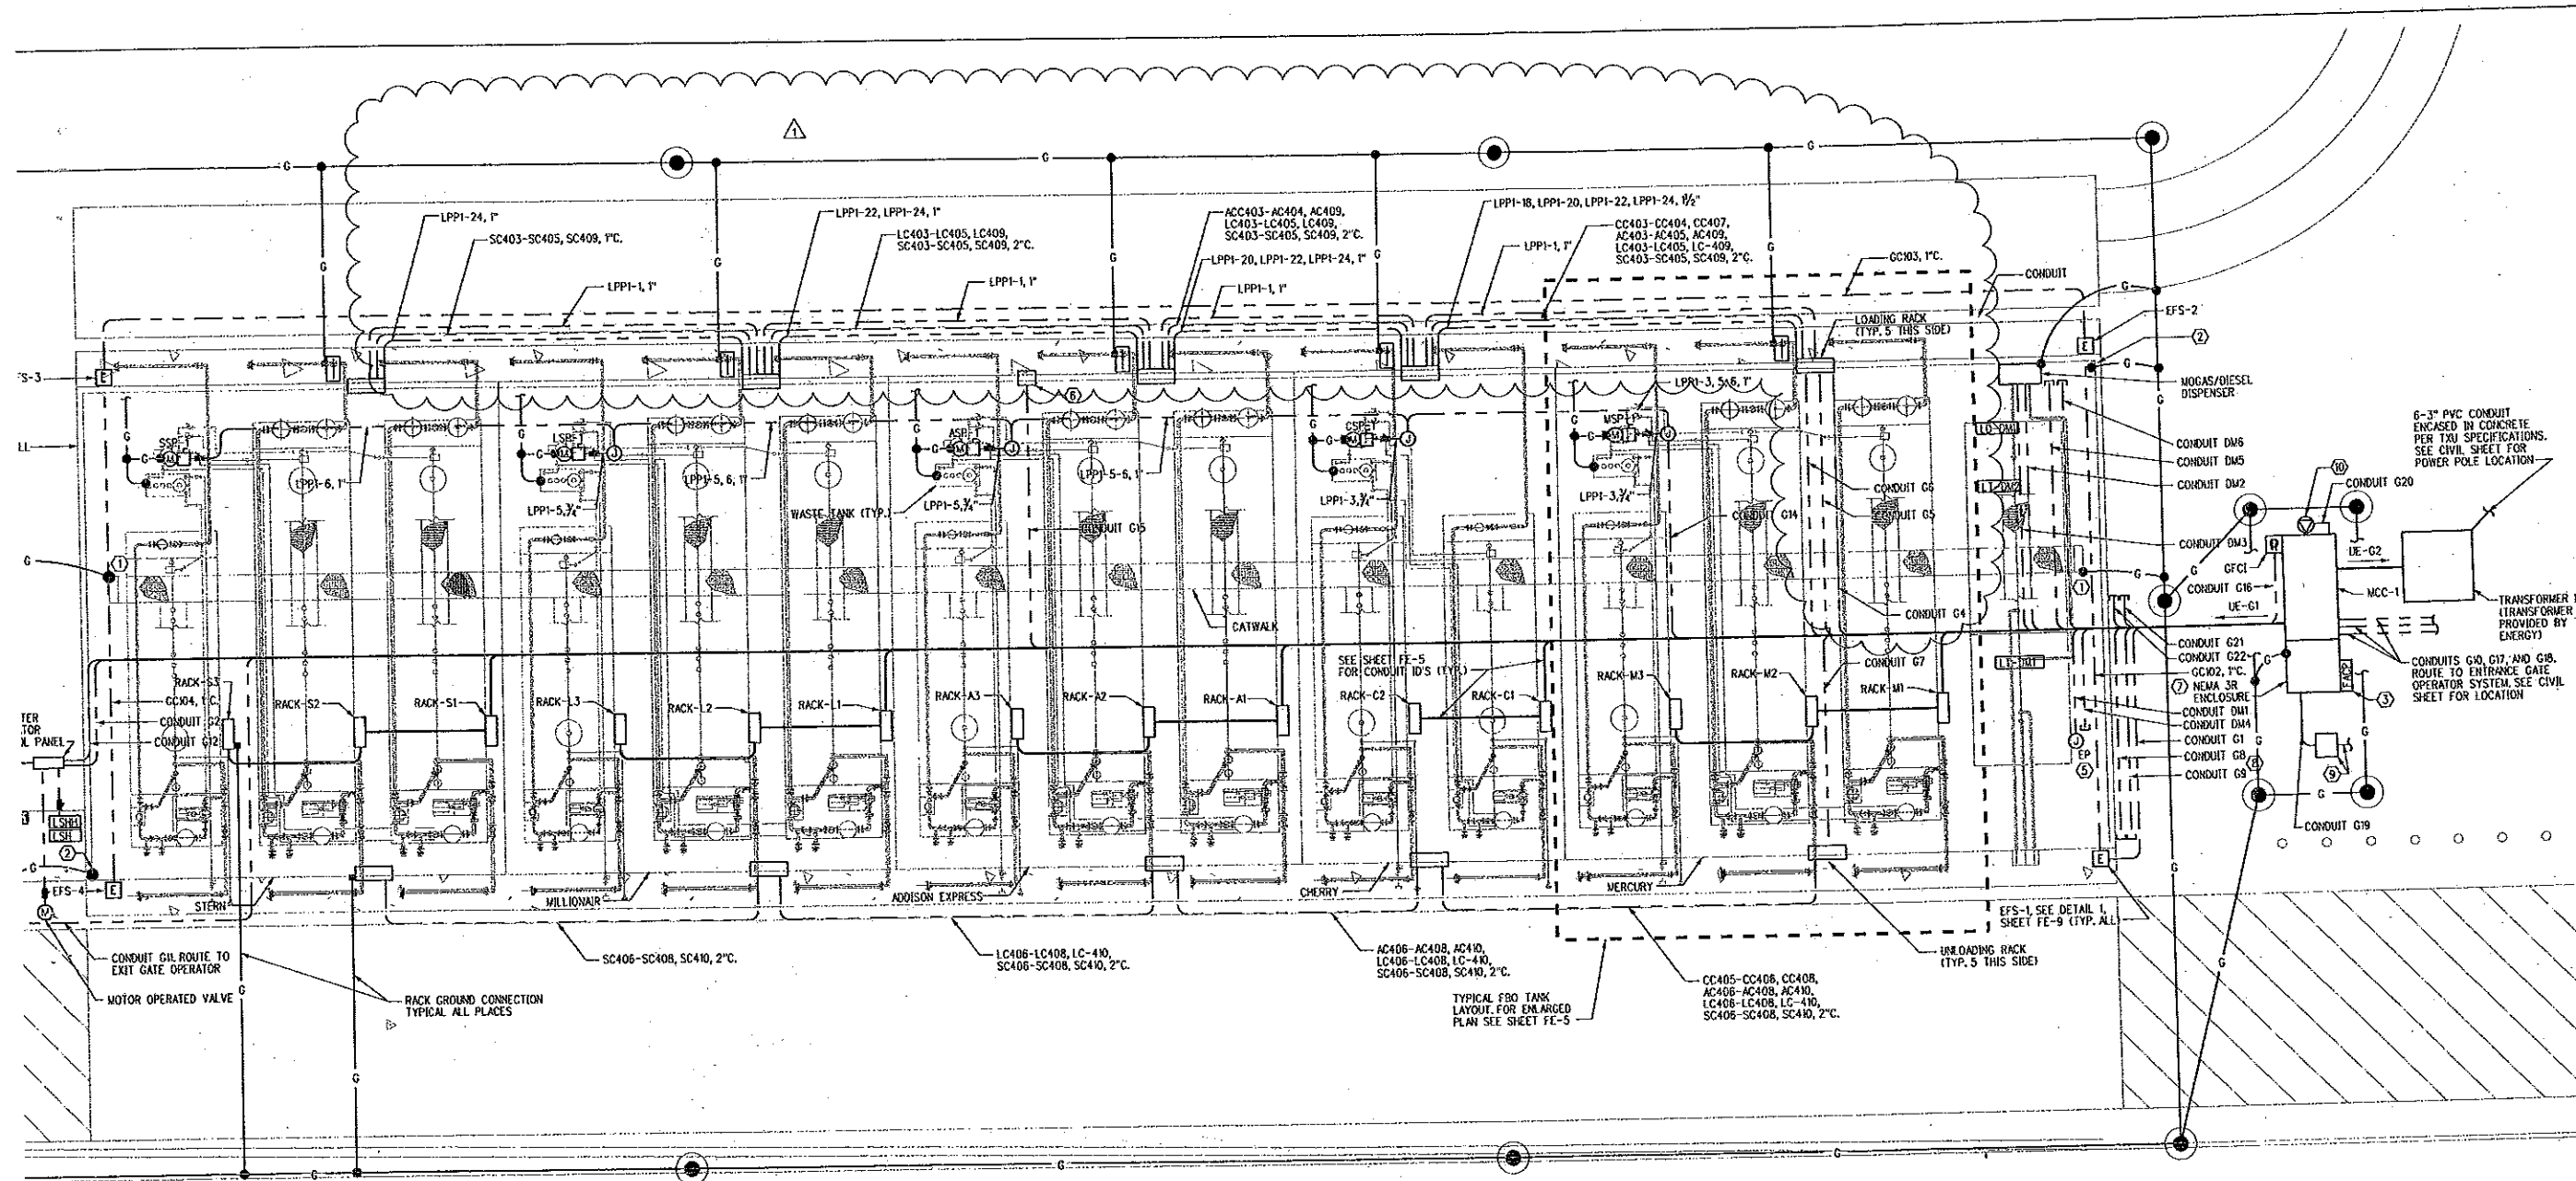 1
G
G
G
LPP1-24, 1"
SC403-SC405, SC409, 1"C.
LPP1-22, LPP1-24, 1"
LC403-LC405, LC409,
SC403-SC405, SC409, 2"C.
ACC403-AC404, AC409,
LC403-LC405, LC409,
SC403-SC405, SC409, 2"C.
LPP1-20, LPP1-22, LPP1-24, 1"
LPP1-18, LPP1-20, LPP1-22, LPP1-24, 1½"
CC403-CC404, CC407,
AC403-AC405, AC409,
LC403-LC405, LC-409,
SC403-SC405, SC409, 2"C.
LPP1-1, 1"
LPP1-1, 1"
LPP1-1, 1"
LPP1-1, 1"
GC103, 1"C.
CONDUIT
G
G
G
G
G
LOADING RACK
(TYP. 5 THIS SIDE)
EFS-2
2
MOGAS/DIESEL
DISPENSER
E
E
6
LPP1-3, 5-6, 1"
6-3" PVC CONDUIT
ENCASED IN CONCRETE
PER TXU SPECIFICATIONS.
SEE CIVIL SHEET FOR
POWER POLE LOCATION
CONDUIT DM6
CONDUIT DM5
CONDUIT DM2
10
CONDUIT G20
LPP1-6, 1"
LPP1-5, 6, 1"
LPP1-5-6, 1"
LPP1-5,¾"
WASTE TANK (TYP.)
LPP1-5,¾"
LPP1-3,¾"
LPP1-3,¾"
CONDUIT G6
CONDUIT G5
CONDUIT G15
CONDUIT G14
CONDUIT DM3
GFCI
UE-G2
CONDUIT G16
UE-G1
MCC-1
G
1
1
CONDUIT G4
CATWALK
CONDUIT G21
CONDUIT G22
GC102, 1"C.
7
NEMA 3R
ENCLOSURE
CONDUIT DM1
CONDUIT DM4
CONDUIT G1
CONDUIT G8
CONDUIT G9
(TRANSFORMER
PROVIDED BY
ENERGY)
CONDUITS G10, G17, AND G18.
ROUTE TO ENTRANCE GATE
OPERATOR SYSTEM, SEE CIVIL
SHEET FOR LOCATION
FACP
3
SEE SHEET FE-5
FOR CONDUIT ID'S (TYP.)
CONDUIT G7
RACK-S3
RACK-S2
RACK-S1
RACK-L3
RACK-L2
RACK-L1
RACK-A3
RACK-A2
RACK-A1
RACK-C2
RACK-C1
RACK-M3
RACK-M2
RACK-M1
GC104, 1"C.
CONDUIT G2
CONDUIT G12
J
EP
5
8
9
CONDUIT G19
LSHH
LSH
2
EFS-4
E
M
STERN
MILLIONAIR
ADDISON EXPRESS
CHERRY
MERCURY
E
EFS-1, SEE DETAIL 1,
SHEET FE-9 (TYP. ALL)
CONDUIT G11, ROUTE TO
EXIT GATE OPERATOR
MOTOR OPERATED VALVE
RACK GROUND CONNECTION
TYPICAL ALL PLACES
SC406-SC408, SC410, 2"C.
LC406-LC408, LC-410,
SC406-SC408, SC410, 2"C.
AC406-AC408, AC410,
LC406-LC408, LC-410,
SC406-SC408, SC410, 2"C.
CC405-CC406, CC408,
AC406-AC408, AC410,
LC406-LC408, LC-410,
SC406-SC408, SC410, 2"C.
UNLOADING RACK
(TYP. 5 THIS SIDE)
TYPICAL FBO TANK
LAYOUT. FOR ENLARGED
PLAN SEE SHEET FE-5
G
G
G
G
G
G